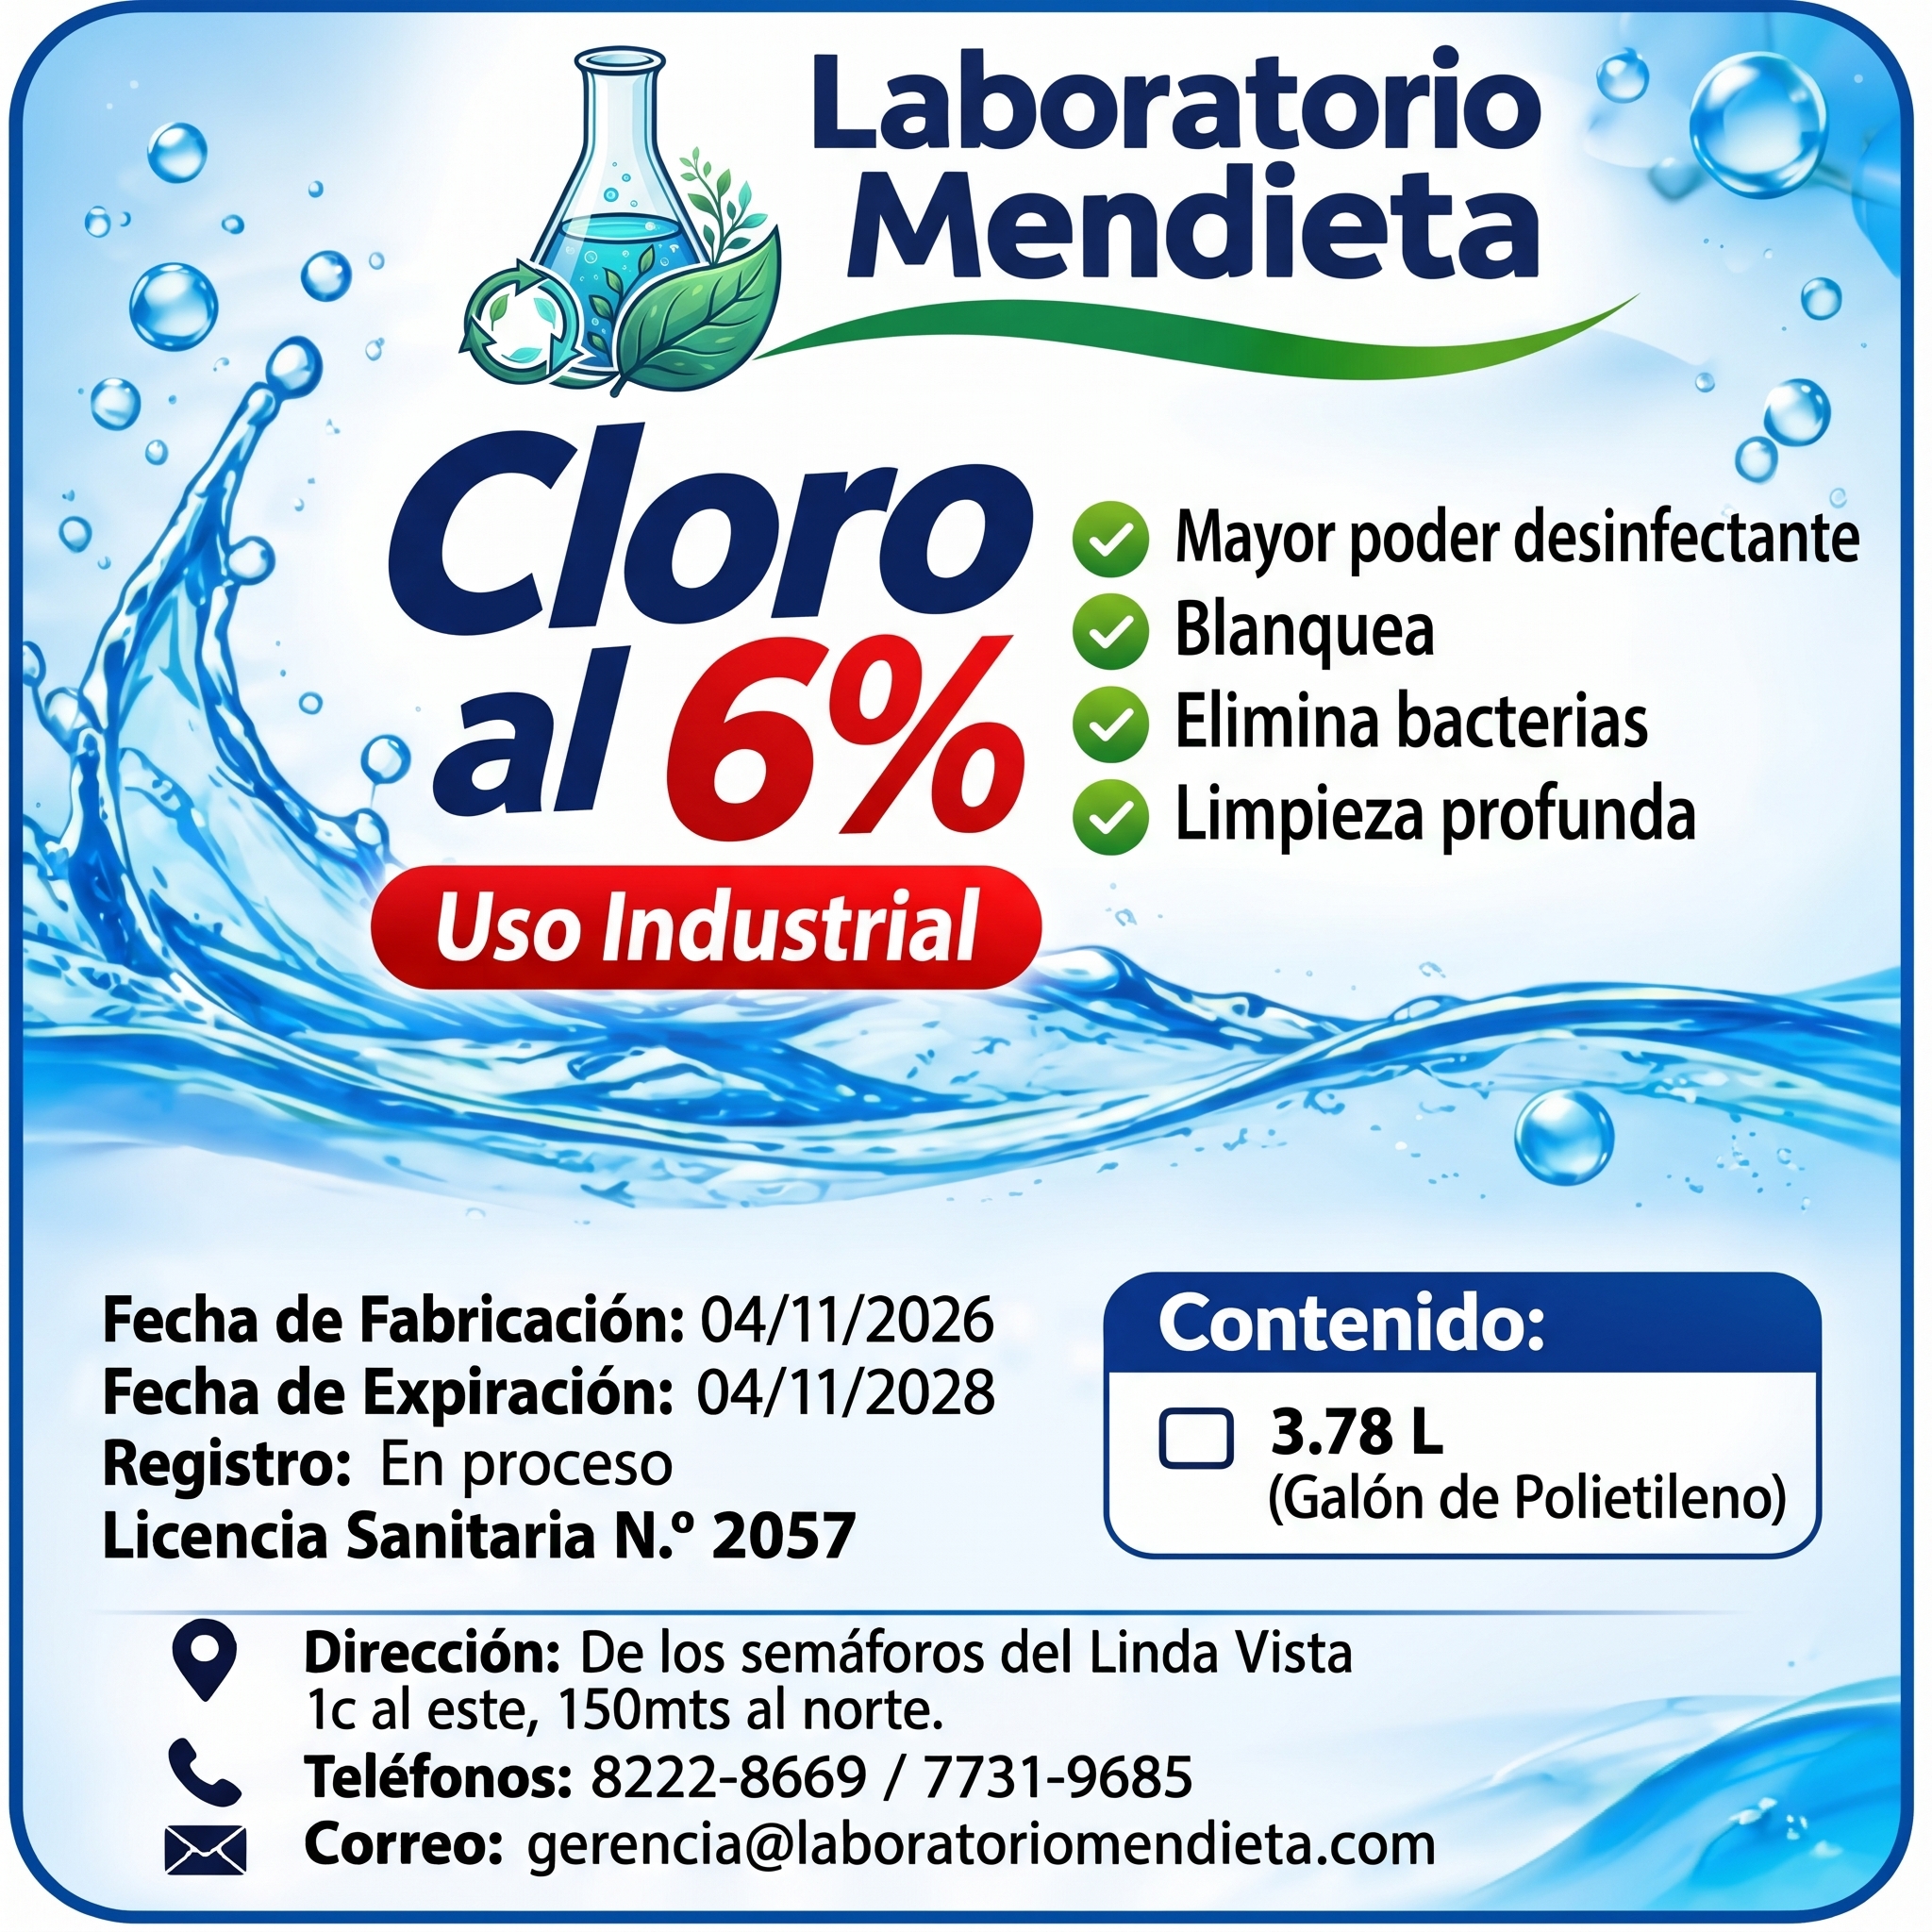 Laboratorio
Mendieta
Cloro
al 6%
Uso Industrial
Mayor poder desinfectante
Blanquea
Elimina bacterias
Limpieza profunda
Fecha de Fabricación: 04/11/2026
Fecha de Expiración: 04/11/2028
Registro: En proceso
Licencia Sanitaria N.º 2057
Contenido:
3.78 L
(Galón de Polietileno)
Dirección: De los semáforos del Linda Vista
1c al este, 150mts al norte.
Teléfonos: 8222-8669 / 7731-9685
Correo: gerencia@laboratoriomendieta.com